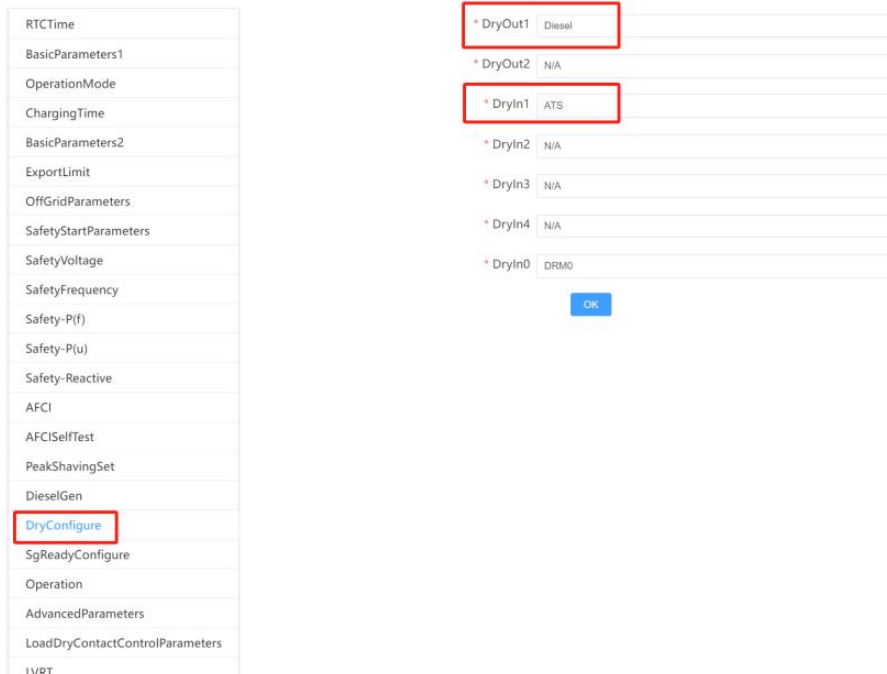 RTCTime
BasicParameters1
OperationMode
ChargingTime
BasicParameters2
ExportLimit
OffGridParameters
SafetyStartParameters
SafetyVoltage
SafetyFrequency
Safety-P(f)
Safety-P(u)
Safety-Reactive
AFCI
AFCISelfTest
PeakShavingSet
DieselGen
DryConfigure
SgReadyConfigure
Operation
AdvancedParameters
LoadDryContactControlParameters
LVRT
* DryOut1 Diesel
* DryOut2 N/A
* DryIn1 ATS
* DryIn2 N/A
* DryIn3 N/A
* DryIn4 N/A
* DryIn0 DRM0
OK